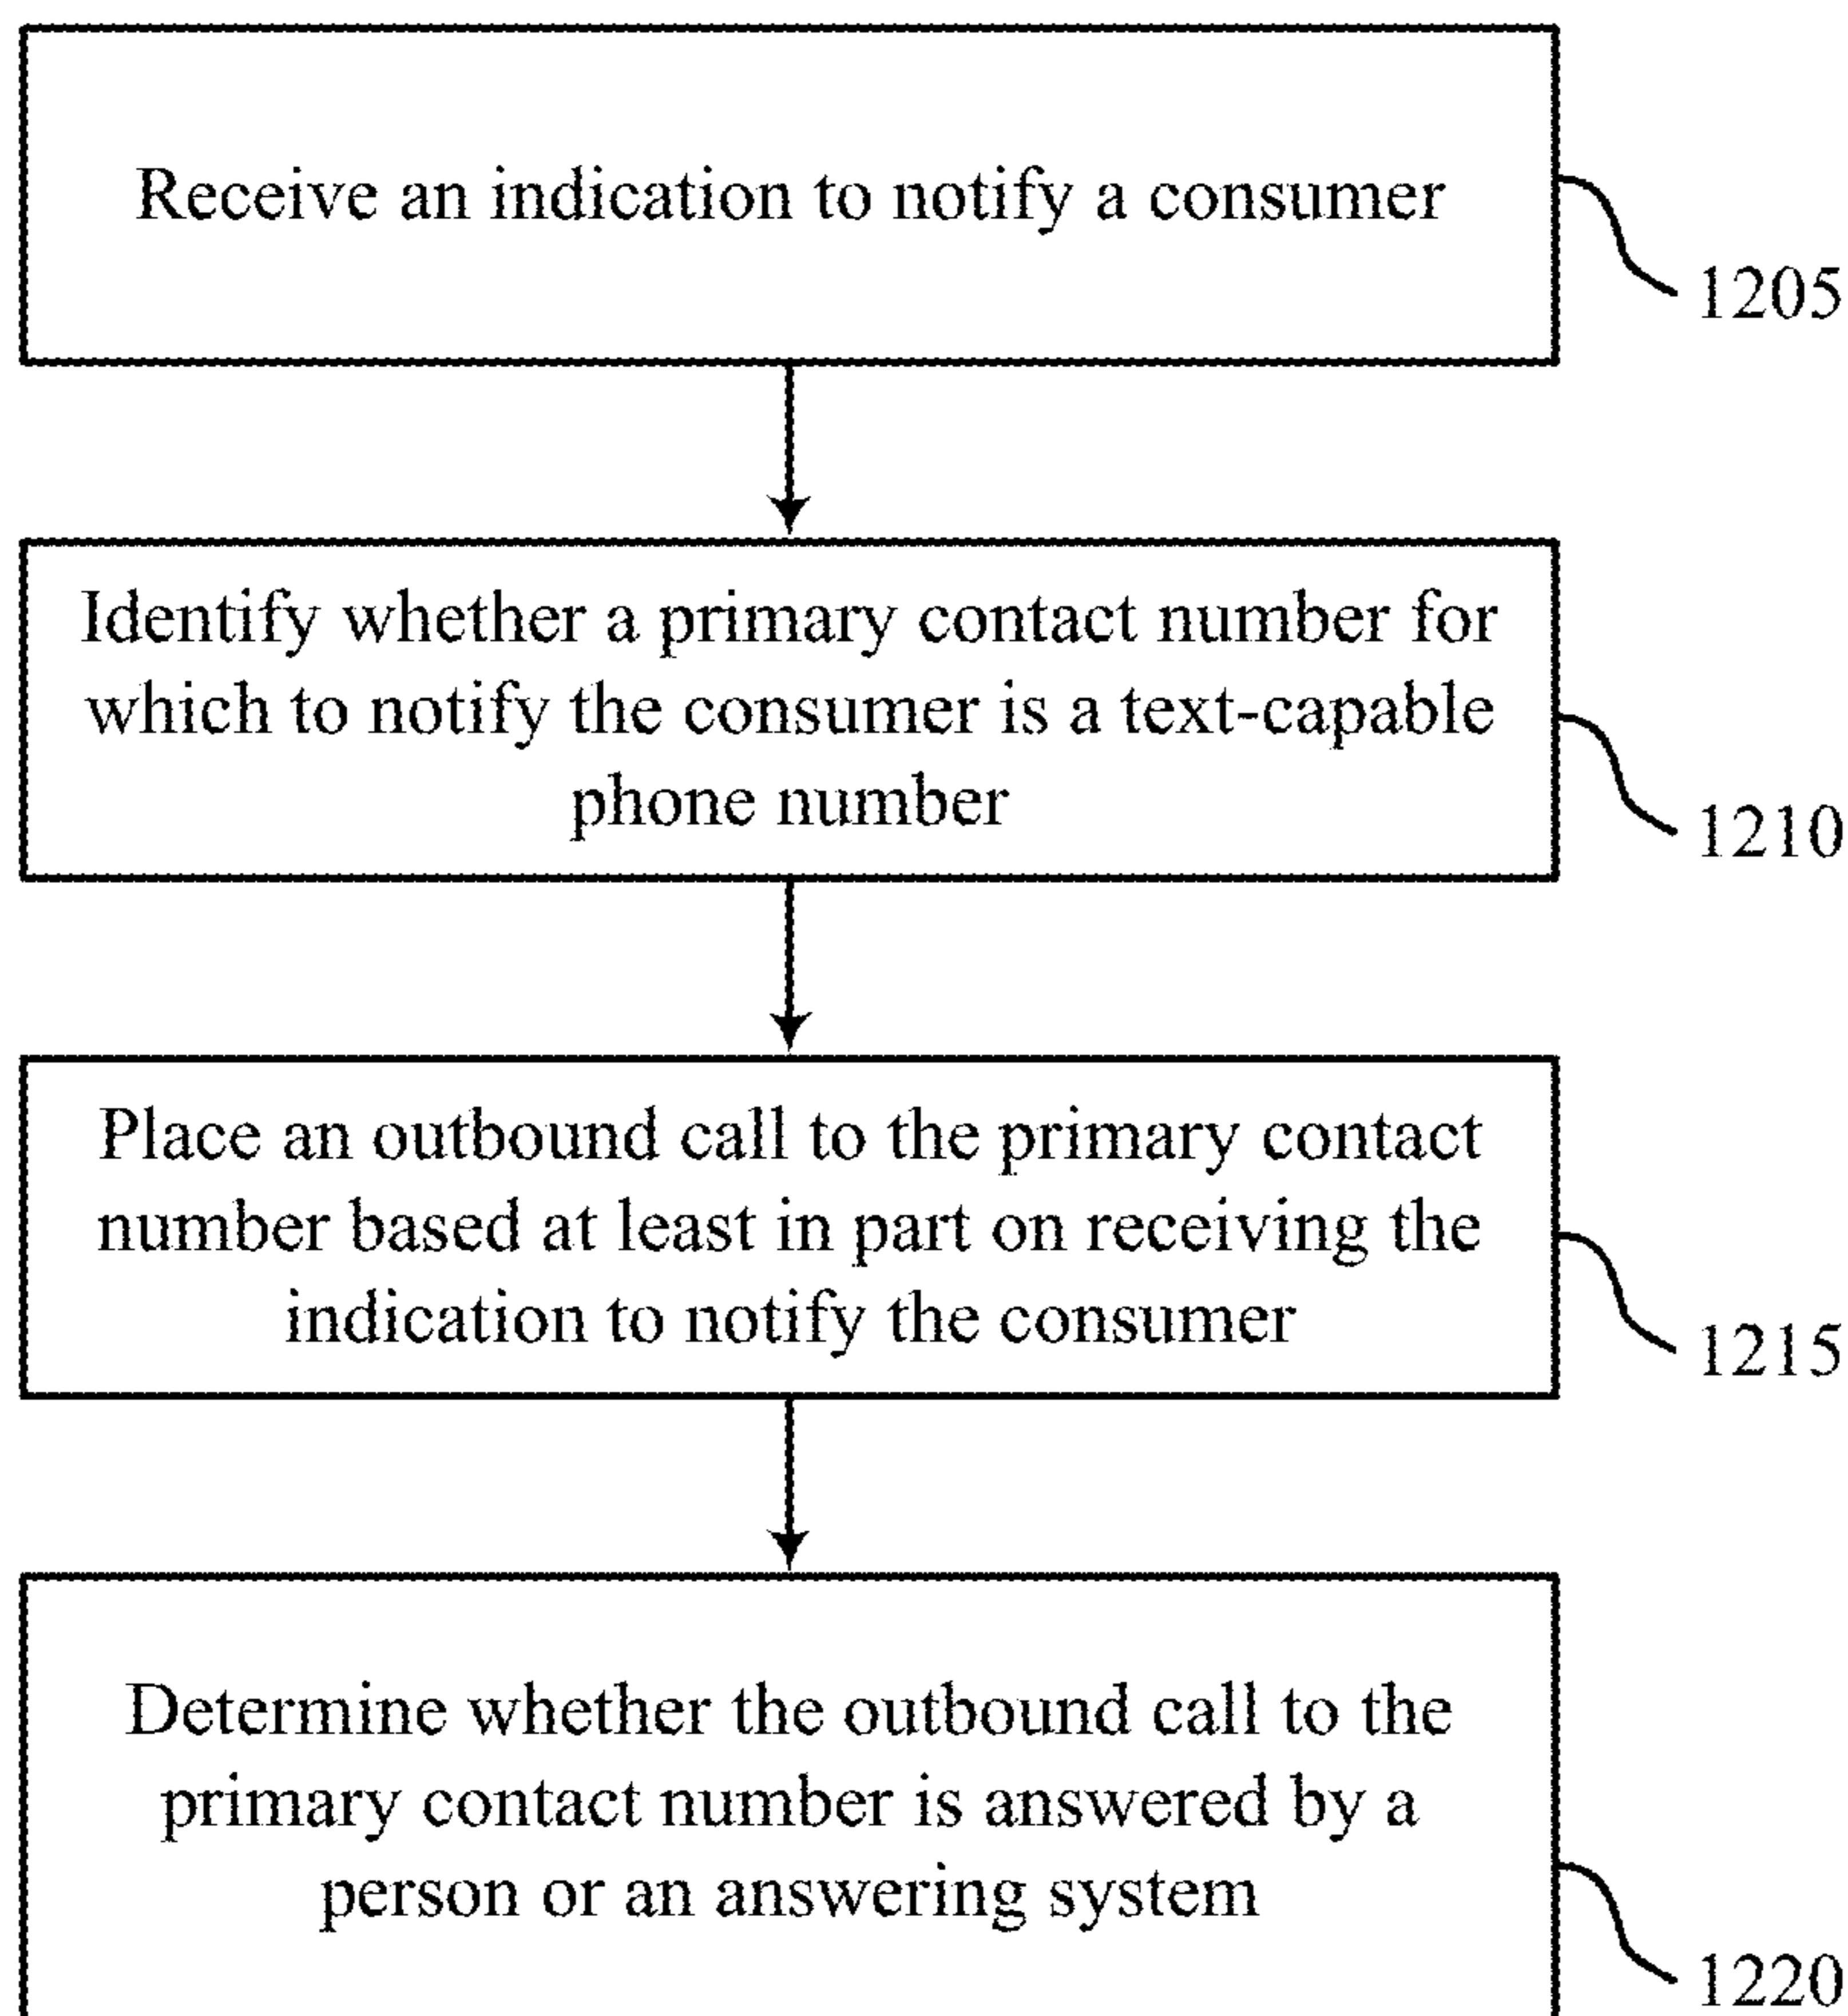 Receive an indication to notify a consumer
1205
Identify whether a primary contact number for
which to notify the consumer is a text-capable
phone number
1210
Place an outbound call to the primary contact
number based at least in part on receiving the
indication to notify the consumer
1215
Determine whether the outbound call to the
primary contact number is answered by a
person or an answering system
1220